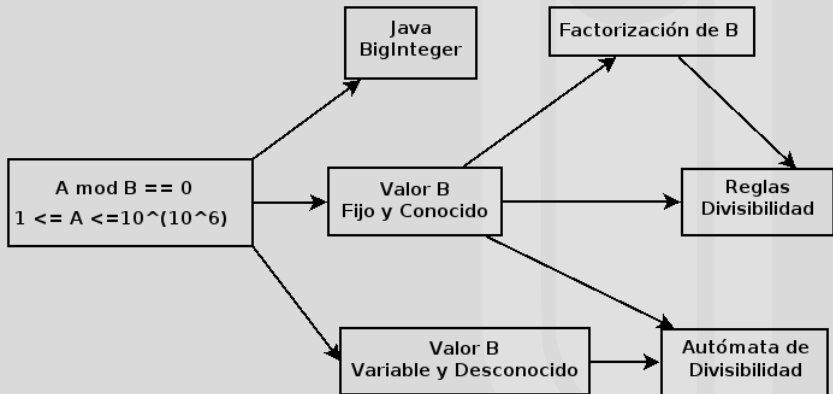 Java
BigInteger
Factorización de B
A mod B == 0
1 <= A <=10^(10^6)
Valor B
Fijo y Conocido
Reglas
Divisibilidad
Valor B
Variable y Desconocido
Autómata de
Divisibilidad